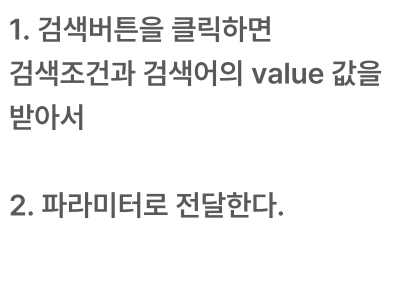 1. 검색버튼을 클릭하면
검색조건과 검색어의 value 값을
받아서
2. 파라미터로 전달한다.